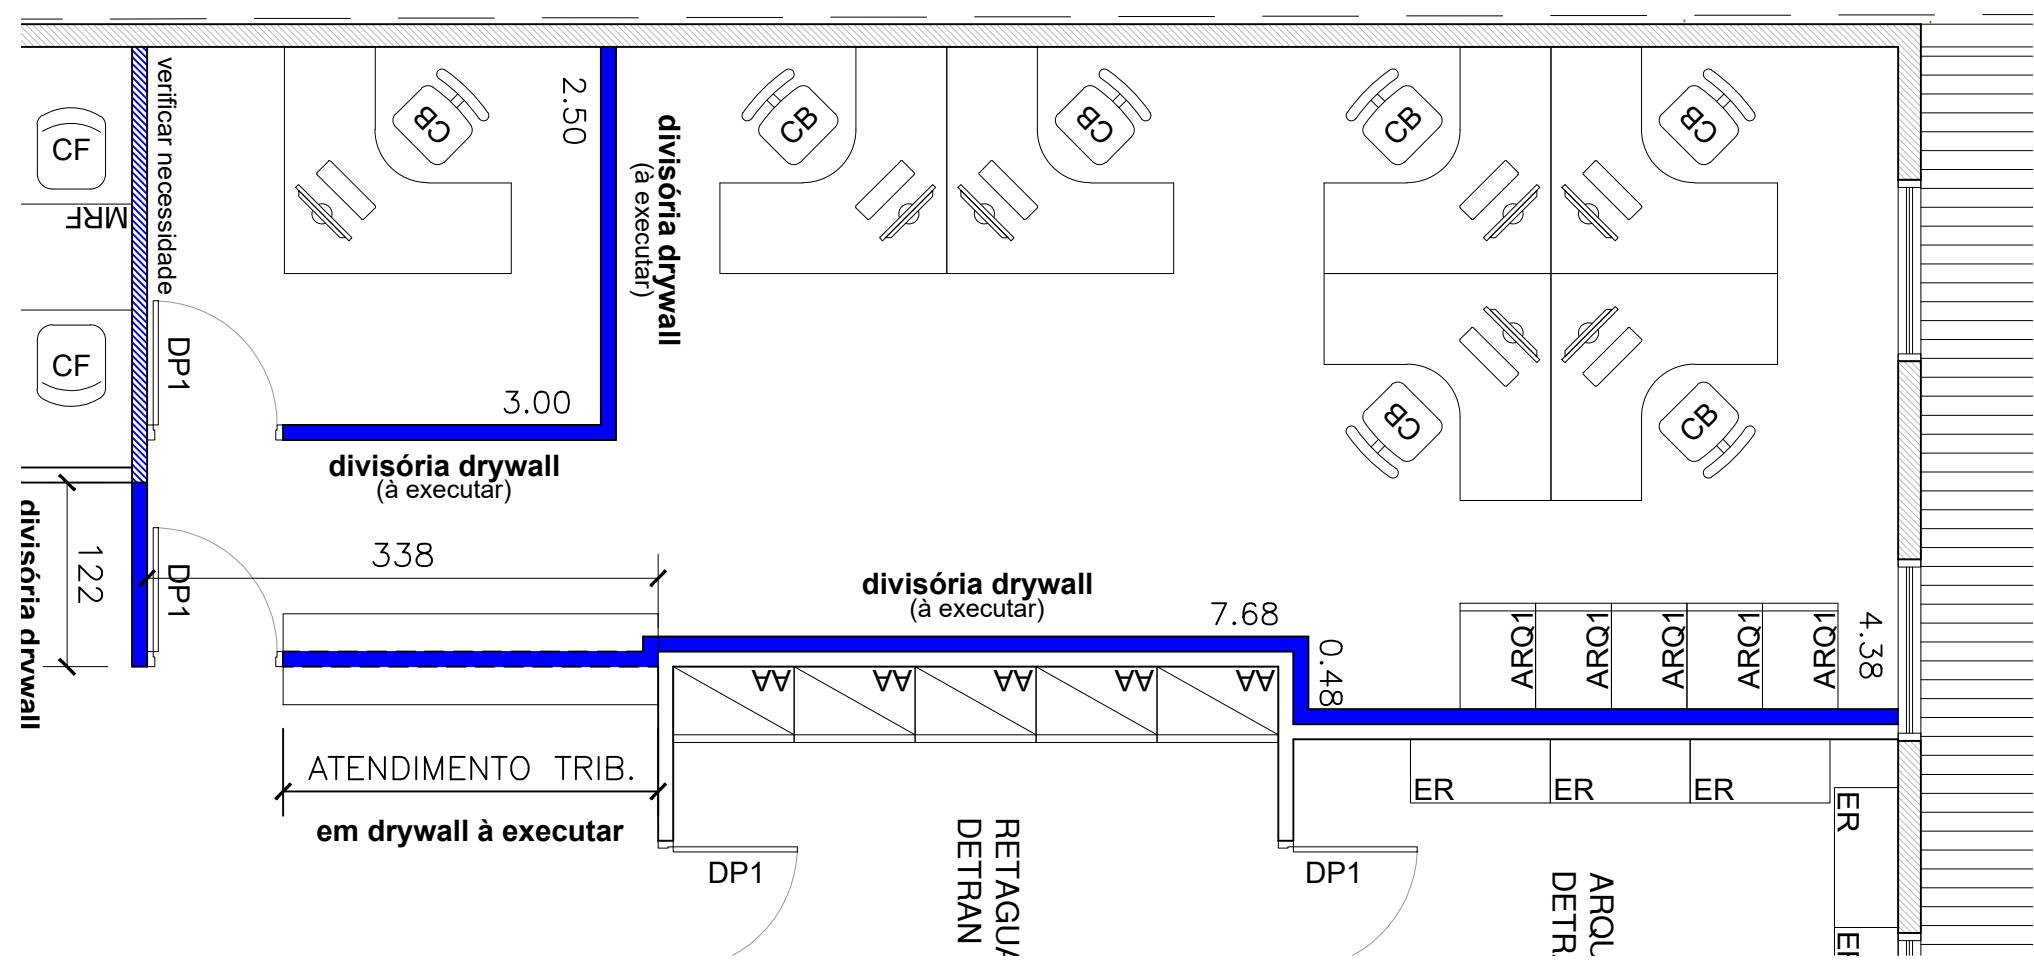 verificar necessidade
CF
MRF
CF
DP1
CB
2.50
3.00
divisória drywall
(à executar)
divisória drywall
(à executar)
CB
CB
CB
CB
CB
CB
divisória drywall
122
DP1
338
divisória drywall
(à executar)
7.68
0.48
4.38
ARQ1
ARQ1
ARQ1
ARQ1
ARQ1
AA
AA
AA
AA
AA
ATENDIMENTO TRIB.
em drywall à executar
DP1
RETAGUA
DETRAN
DP1
ARQU
DETR
ER
ER
ER
ER
ER